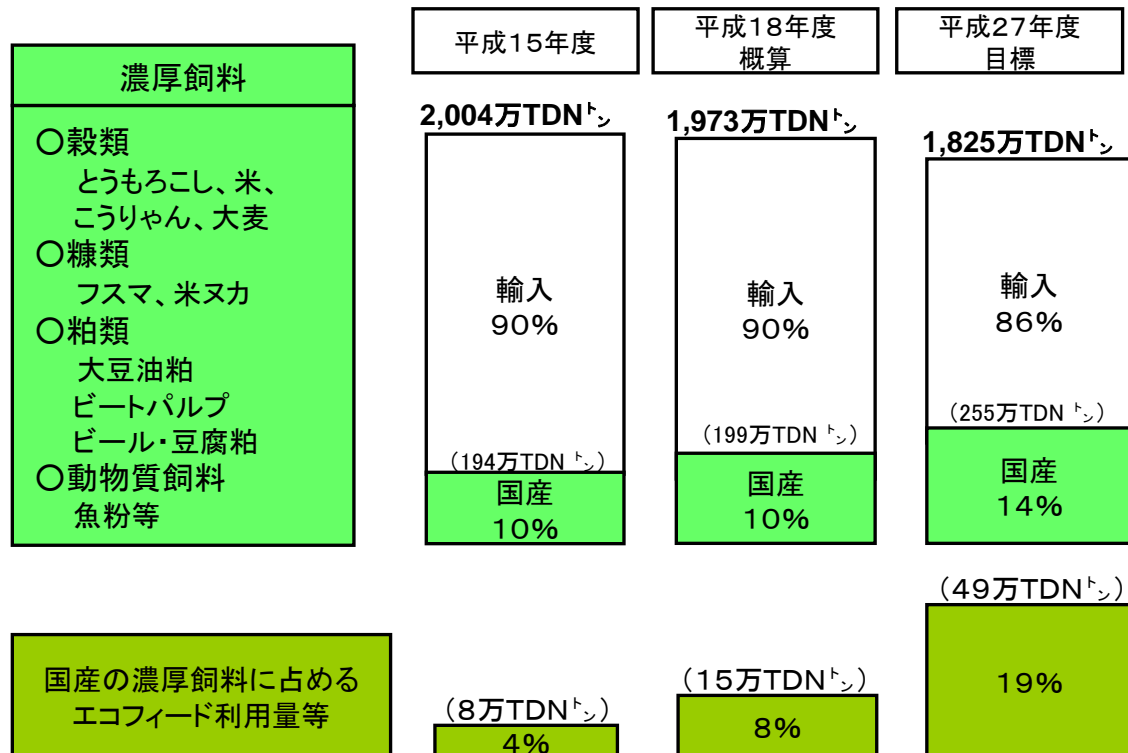 平成15年度
平成18年度
概算
平成27年度
目標
濃厚飼料
○穀類
とうもろこし、米、
こうりゃん、大麦
○糠類
フスマ、米ヌカ
○粕類
大豆油粕
ビートパルプ
ビール・豆腐粕
○動物質飼料
魚粉等
2,004万TDNトン
輸入
90%
(194万TDNトン)
国産
10%
1,973万TDNトン
輸入
90%
(199万TDNトン)
国産
10%
1,825万TDNトン
輸入
86%
(255万TDNトン)
国産
14%
国産の濃厚飼料に占める
エコフィード利用量等
(8万TDNトン)
4%
(15万TDNトン)
8%
(49万TDNトン)
19%